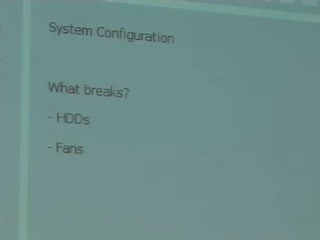 System Configuration
What breaks?
- HDDs
- Fans